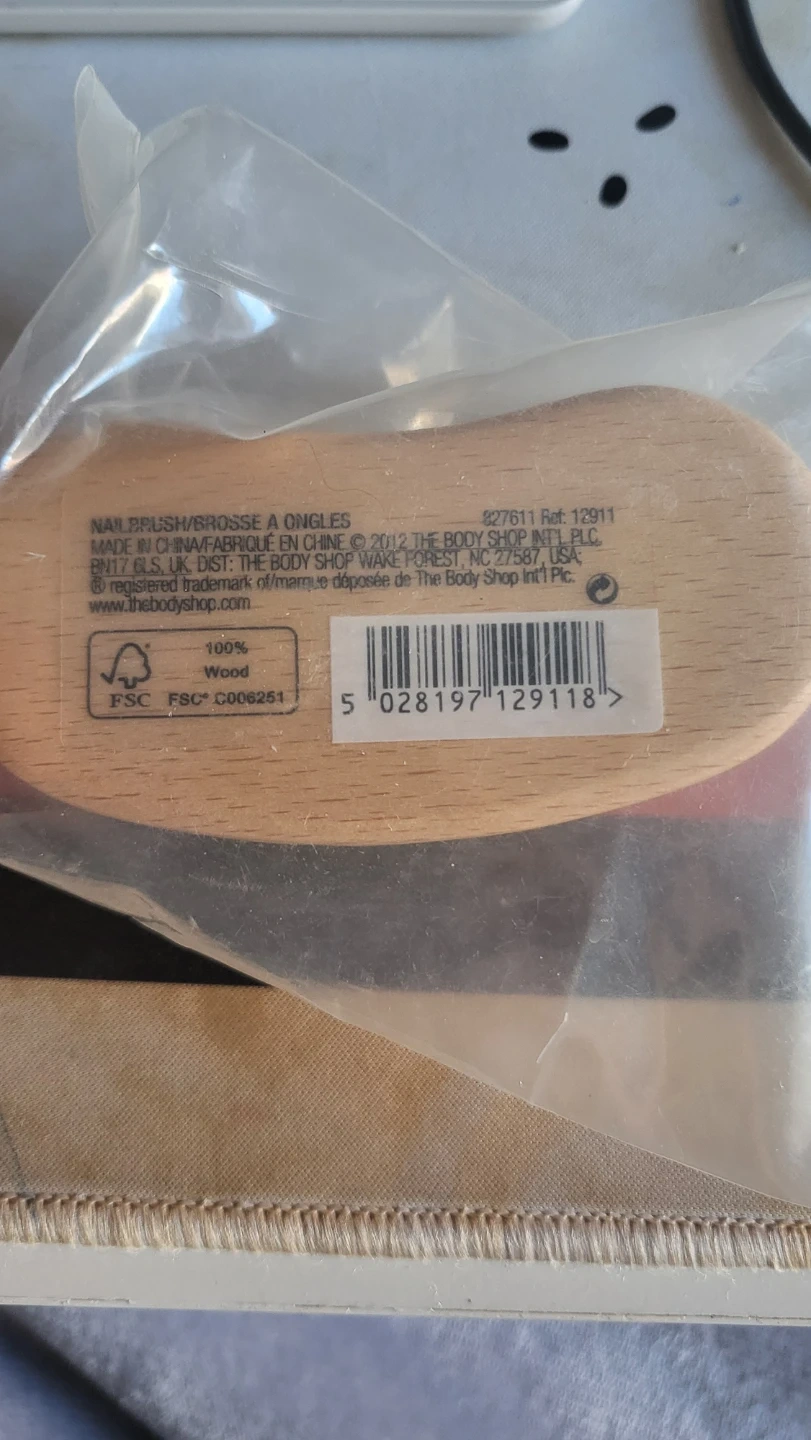 NAILBRUSH/BROSSE A ONGLES 827611 Ref: 12911
MADE IN CHINA/FABRIQUÉ EN CHINE © 2012 THE BODY SHOP INT'L PLC,
BN17 6LS, UK. DIST: THE BODY SHOP WAKE FOREST, NC 27587, USA;
® registered trademark of/marque déposée de The Body Shop Int'l Plc.
www.thebodyshop.com
100%
Wood
FSC FSC® C006251
5 028197 129118 >